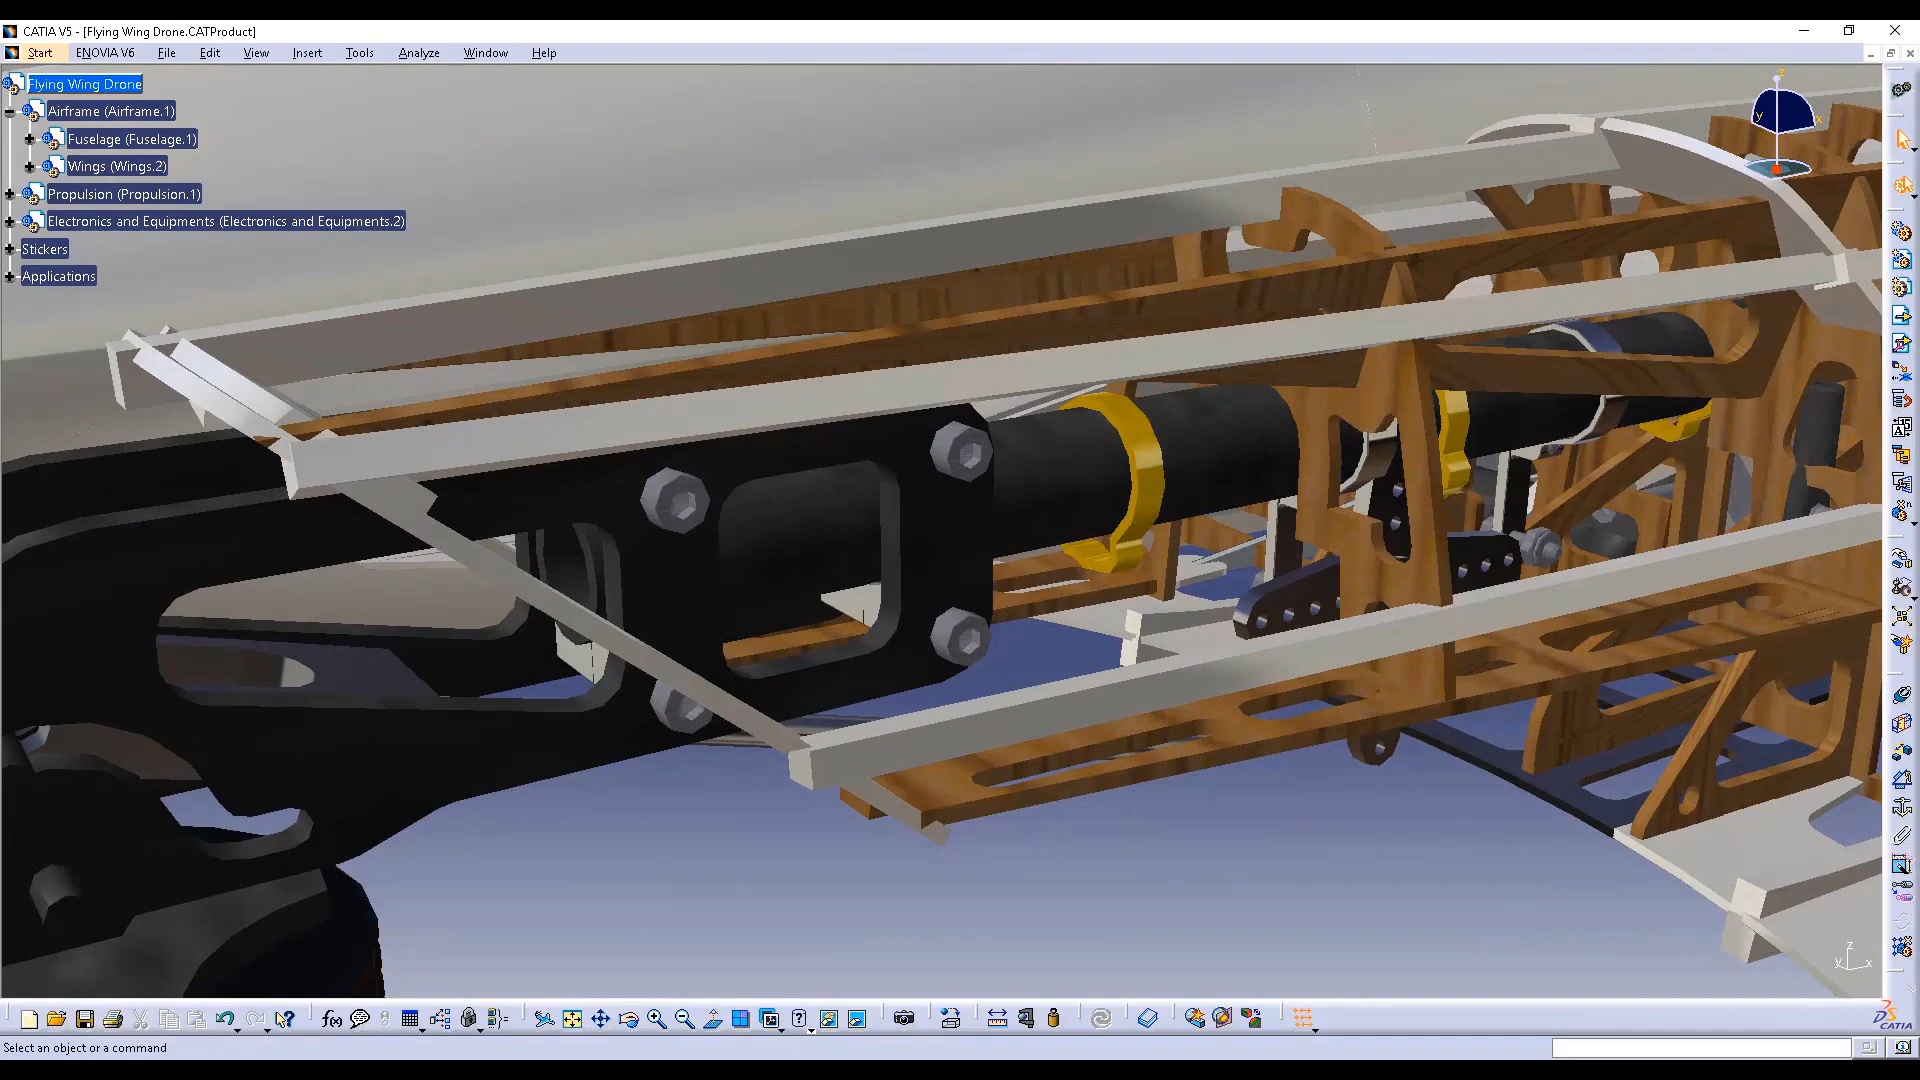 CATIA V5 - [Flying Wing Drone.CATProduct]
Start ENOVIA V6 File Edit View Insert Tools Analyze Window Help
Flying Wing Drone
Airframe (Airframe.1)
Fuselage (Fuselage.1)
Wings (Wings.2)
Propulsion (Propulsion.1)
Electronics and Equipments (Electronics and Equipments.2)
Stickers
Applications
z
y x
z
y x
f(x)
DS
CATIA
Select an object or a command